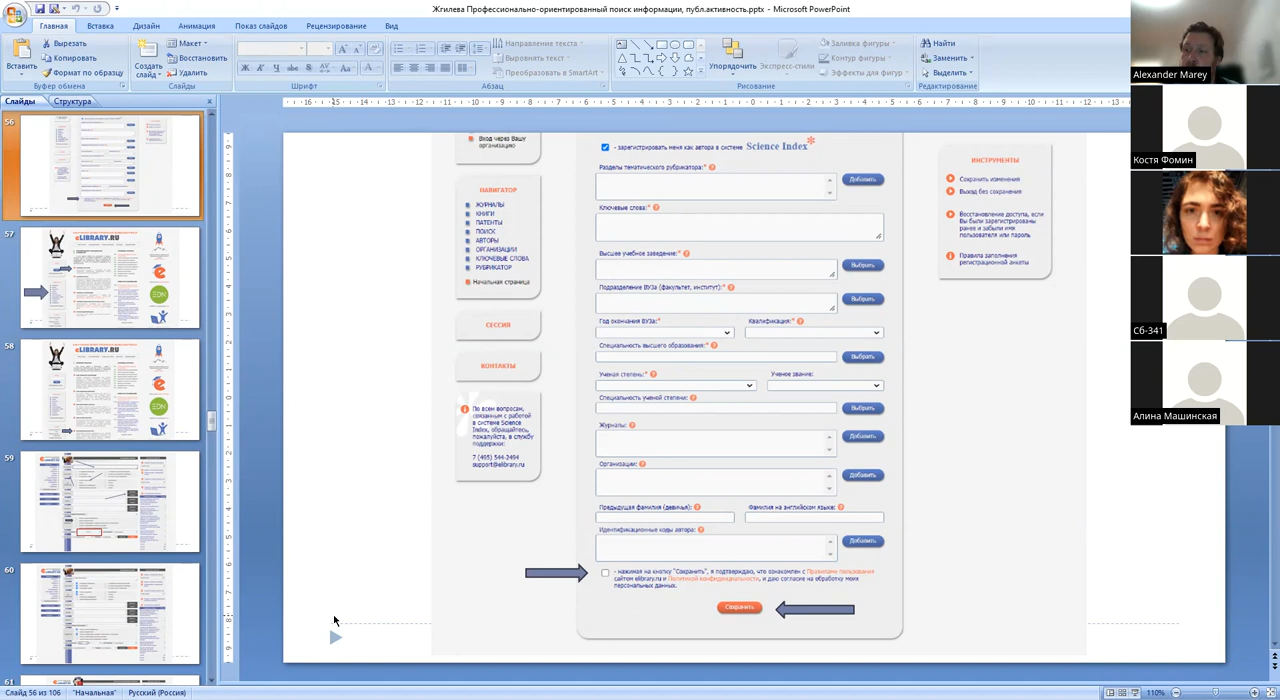 Жгилева Профессионально-ориентированный поиск информации, публ.активность.pptx - Microsoft PowerPoint
Главная Вставка Дизайн Анимация Показ слайдов Рецензирование Вид
Вставить
Вырезать
Копировать
Формат по образцу
Буфер обмена
Создать слайд
Макет
Восстановить
Удалить
Слайды
Шрифт
Направление текста
Выровнять текст
Преобразовать в SmartArt
Абзац
Упорядочить
Экспресс-стили
Заливка фигуры
Контур фигуры
Эффекты для фигур
Рисование
Найти
Заменить
Выделить
Редактирование
Слайды Структура
56
57
eLIBRARY.RU
58
eLIBRARY.RU
59
60
61
Вход через Вашу
организацию
НАВИГАТОР
ЖУРНАЛЫ
КНИГИ
ПАТЕНТЫ
ПОИСК
АВТОРЫ
ОРГАНИЗАЦИИ
КЛЮЧЕВЫЕ СЛОВА
РУБРИКАТОР
Начальная страница
СЕССИЯ
КОНТАКТЫ
По всем вопросам,
связанным с работой
в системе Science
Index, обращайтесь,
пожалуйста, в службу
поддержки:
7 (495) 544-2494
support@elibrary.ru
- зарегистрировать меня как автора в системе Science Index*
Разделы тематического рубрикатора:*
Добавить
Ключевые слова:*
Высшее учебное заведение:*
Выбрать
Подразделение ВУЗа (факультет, институт):*
Выбрать
Год окончания ВУЗа:* Квалификация:*
Специальность высшего образования:*
Выбрать
Ученая степень:* Ученое звание:
Специальность ученой степени:
Выбрать
Журналы:
Добавить
Организации:
Добавить
Предыдущая фамилия (девичья): Фамилия на английском языке:
Идентификационные коды автора:
Добавить
- нажимая на кнопку "Сохранить", я подтверждаю, что ознакомлен с Правилами пользования
сайтом elibrary.ru и Политикой конфиденциальности, и даю согласие на обработку моих
персональных данных.
Сохранить
ИНСТРУМЕНТЫ
Сохранить изменения
Выход без сохранения
Восстановление доступа, если
Вы были зарегистрированы
ранее и забыли имя
пользователя или пароль
Правила заполнения
регистрационной анкеты
Alexander Marey
Костя Фомин
Сб-341
Алина Машинская
Слайд 56 из 106 "Начальная" Русский (Россия) 110%